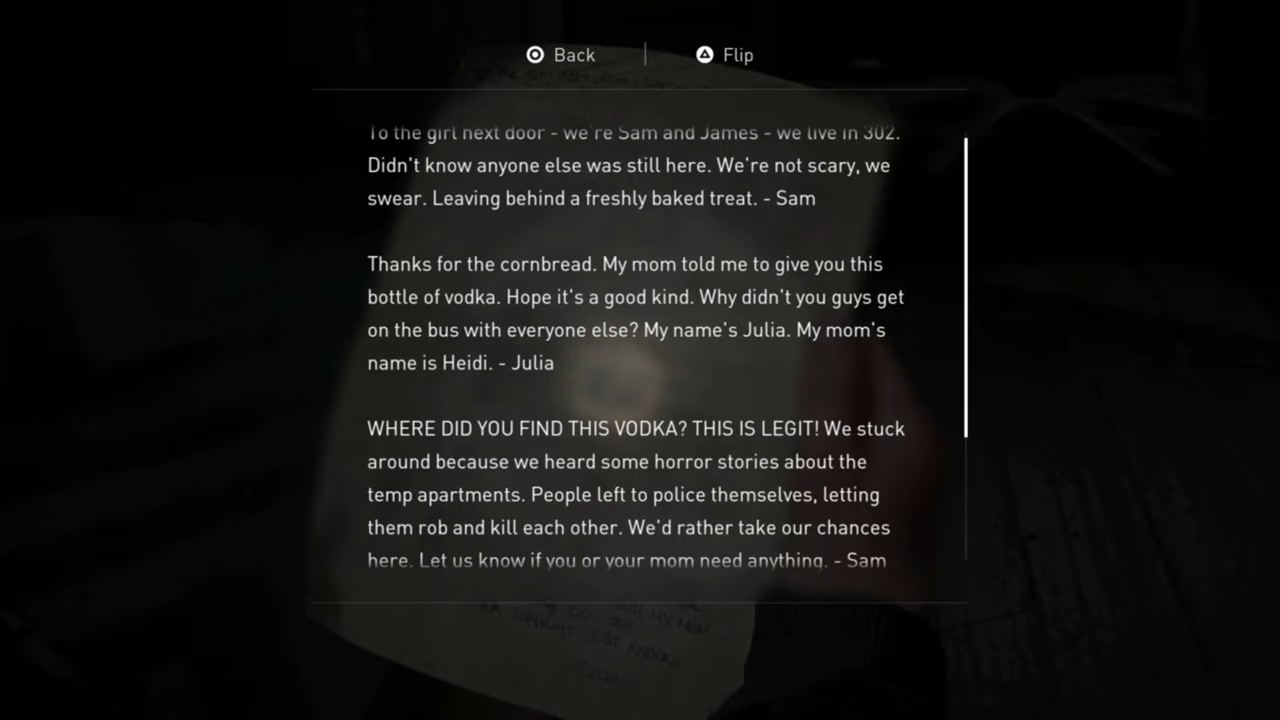 Back | Flip
To the girl next door - we're Sam and James - we live in 302.
Didn't know anyone else was still here. We're not scary, we
swear. Leaving behind a freshly baked treat. - Sam
Thanks for the cornbread. My mom told me to give you this
bottle of vodka. Hope it's a good kind. Why didn't you guys get
on the bus with everyone else? My name's Julia. My mom's
name is Heidi. - Julia
WHERE DID YOU FIND THIS VODKA? THIS IS LEGIT! We stuck
around because we heard some horror stories about the
temp apartments. People left to police themselves, letting
them rob and kill each other. We'd rather take our chances
here. Let us know if you or your mom need anything. - Sam
MY MOM
TONIGHT JUST KNOCK